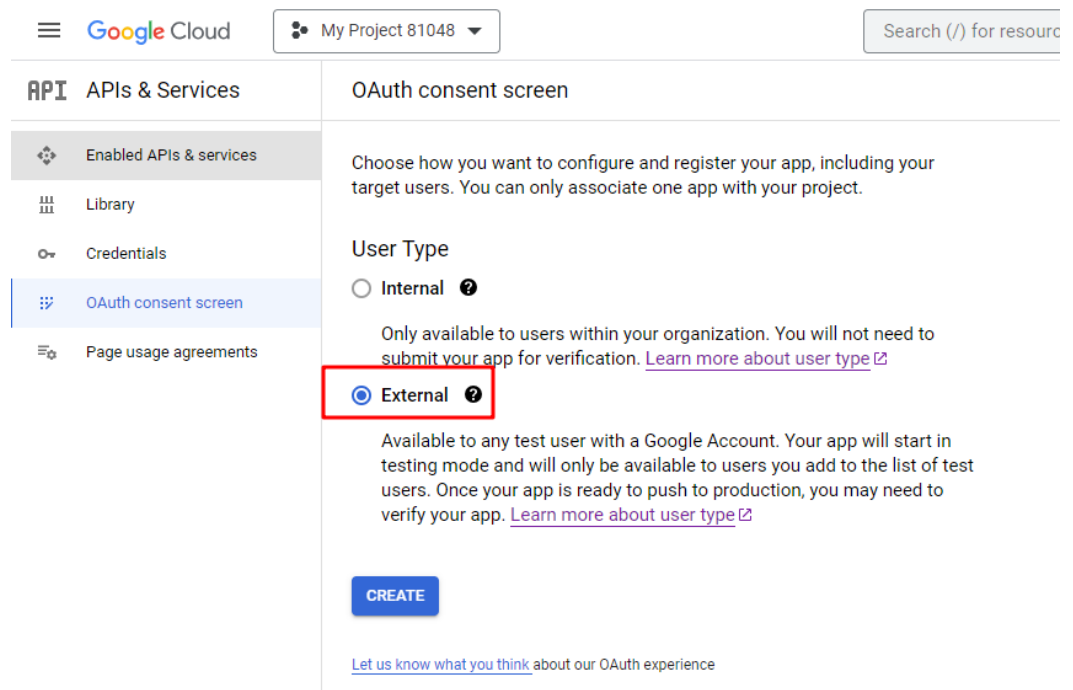 Google Cloud
My Project 81048
Search (/) for resourc
API APIs & Services
OAuth consent screen
Enabled APIs & services
Library
Credentials
OAuth consent screen
Page usage agreements
Choose how you want to configure and register your app, including your
target users. You can only associate one app with your project.
User Type
Internal
Only available to users within your organization. You will not need to
submit your app for verification. Learn more about user type
External
Available to any test user with a Google Account. Your app will start in
testing mode and will only be available to users you add to the list of test
users. Once your app is ready to push to production, you may need to
verify your app. Learn more about user type
CREATE
Let us know what you think about our OAuth experience